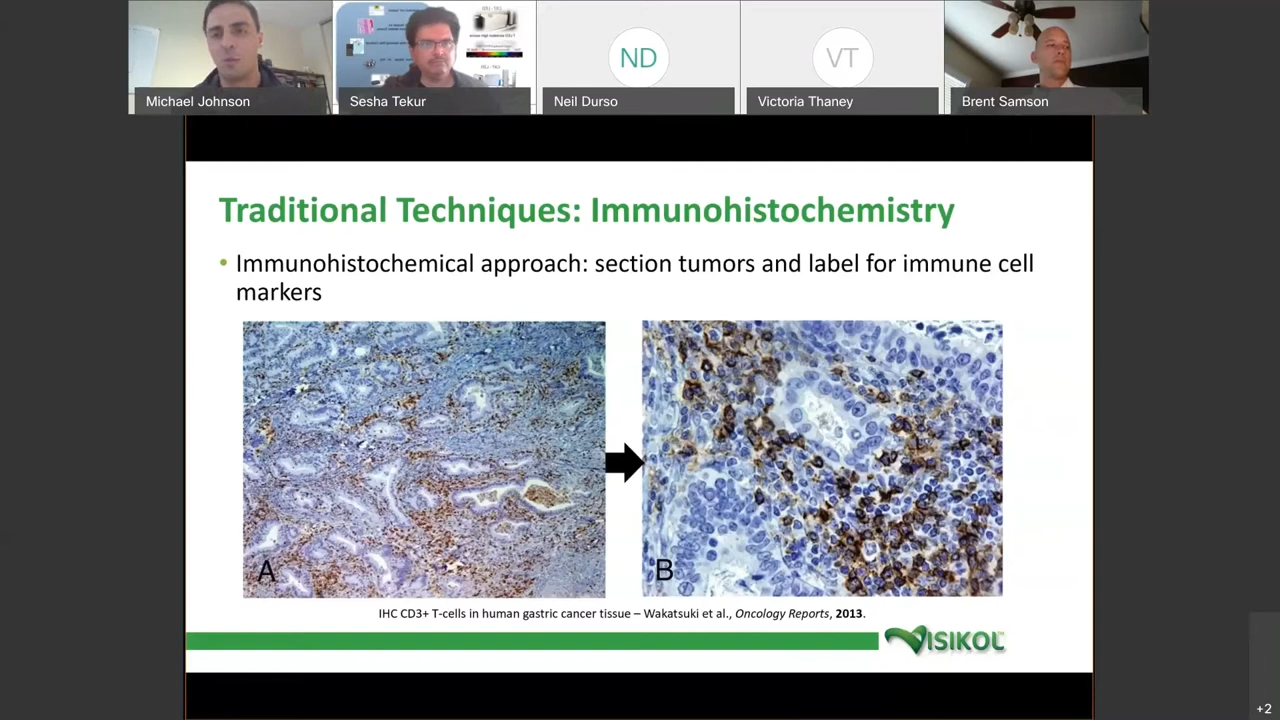 ND
VT
Michael Johnson
Sesha Tekur
Neil Durso
Victoria Thaney
Brent Samson
Traditional Techniques: Immunohistochemistry
• Immunohistochemical approach: section tumors and label for immune cell
markers
A
B
IHC CD3+ T-cells in human gastric cancer tissue – Wakatsuki et al., Oncology Reports, 2013.
VISIKOL
+2